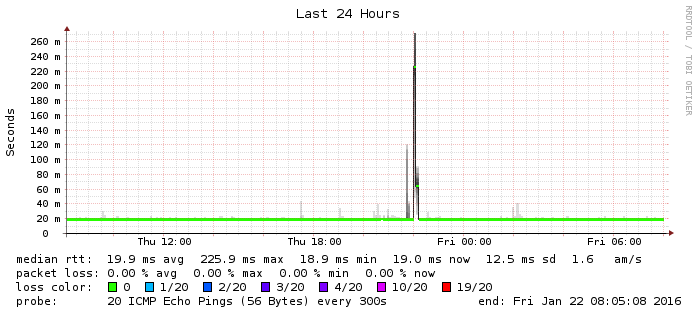 Last 24 Hours
RRDTOOL / TOBI OETIKER
Seconds
260 m
240 m
220 m
200 m
180 m
160 m
140 m
120 m
100 m
80 m
60 m
40 m
20 m
0
Thu 12:00 Thu 18:00 Fri 00:00 Fri 06:00
median rtt: 19.9 ms avg 225.9 ms max 18.9 ms min 19.0 ms now 12.5 ms sd 1.6 am/s
packet loss: 0.00 % avg 0.00 % max 0.00 % min 0.00 % now
loss color: 0 1/20 2/20 3/20 4/20 10/20 19/20
probe: 20 ICMP Echo Pings (56 Bytes) every 300s end: Fri Jan 22 08:05:08 2016